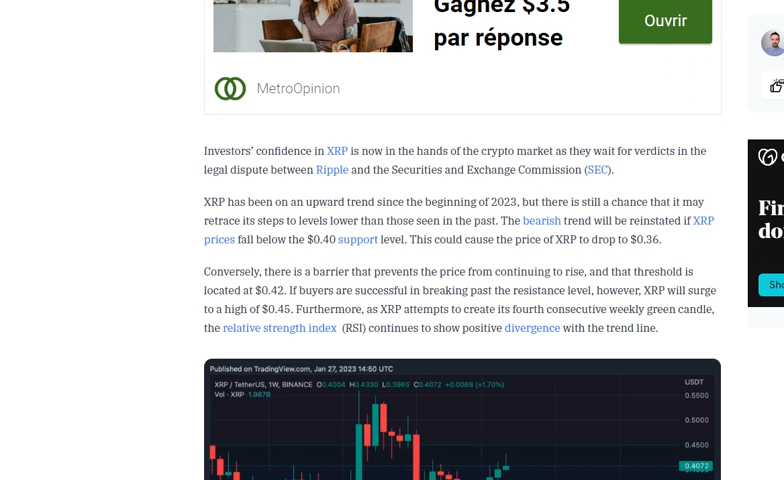 Gagnez $3.5
par réponse
Ouvrir
MetroOpinion
Investors' confidence in XRP is now in the hands of the crypto market as they wait for verdicts in the
legal dispute between Ripple and the Securities and Exchange Commission (SEC).
XRP has been on an upward trend since the beginning of 2023, but there is still a chance that it may
retrace its steps to levels lower than those seen in the past. The bearish trend will be reinstated if XRP
prices fall below the $0.40 support level. This could cause the price of XRP to drop to $0.36.
Conversely, there is a barrier that prevents the price from continuing to rise, and that threshold is
located at $0.42. If buyers are successful in breaking past the resistance level, however, XRP will surge
to a high of $0.45. Furthermore, as XRP attempts to create its fourth consecutive weekly green candle,
the relative strength index (RSI) continues to show positive divergence with the trend line.
Published on TradingView.com, Jan 27, 2023 14:50 UTC
XRP / TetherUS, 1W, BINANCE O0.4004 H0.4330 L0.3965 C0.4072 +0.0068 (+1.70%)
Vol · XRP 1.987B
USDT
0.5500
0.5000
0.4500
0.4072